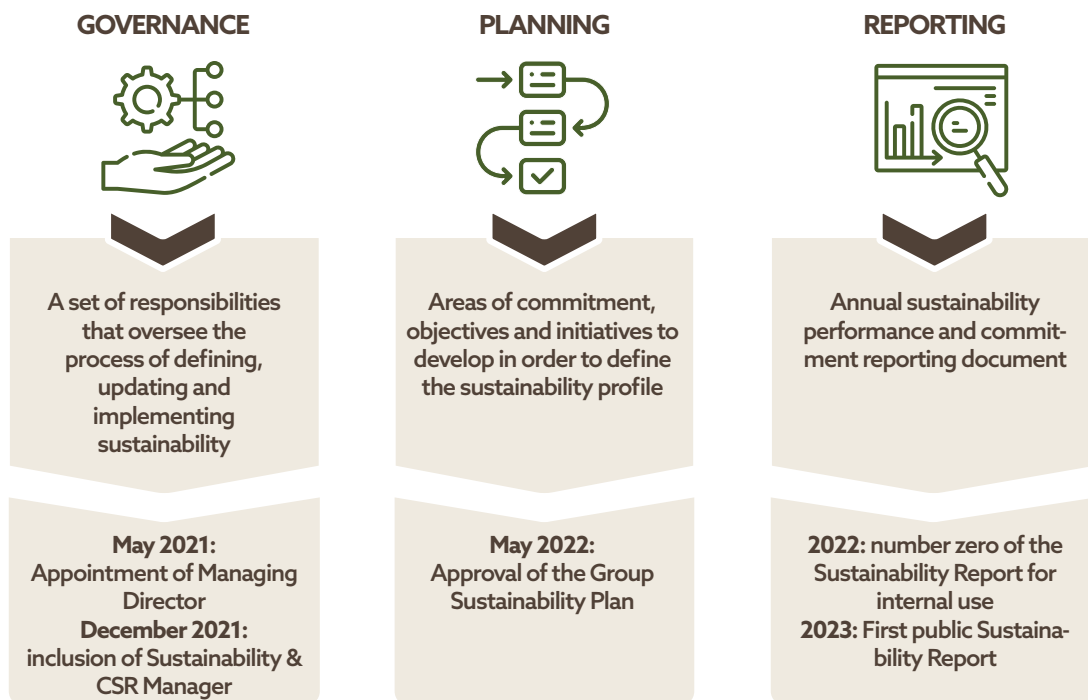 GOVERNANCE
A set of responsibilities
that oversee the
process of defining,
updating and
implementing
sustainability
May 2021:
Appointment of Managing
Director
December 2021:
inclusion of Sustainability &
CSR Manager
PLANNING
Areas of commitment,
objectives and initiatives to
develop in order to define
the sustainability profile
May 2022:
Approval of the Group
Sustainability Plan
REPORTING
Annual sustainability
performance and commit-
ment reporting document
2022: number zero of the
Sustainability Report for
internal use
2023: First public Sustaina-
bility Report